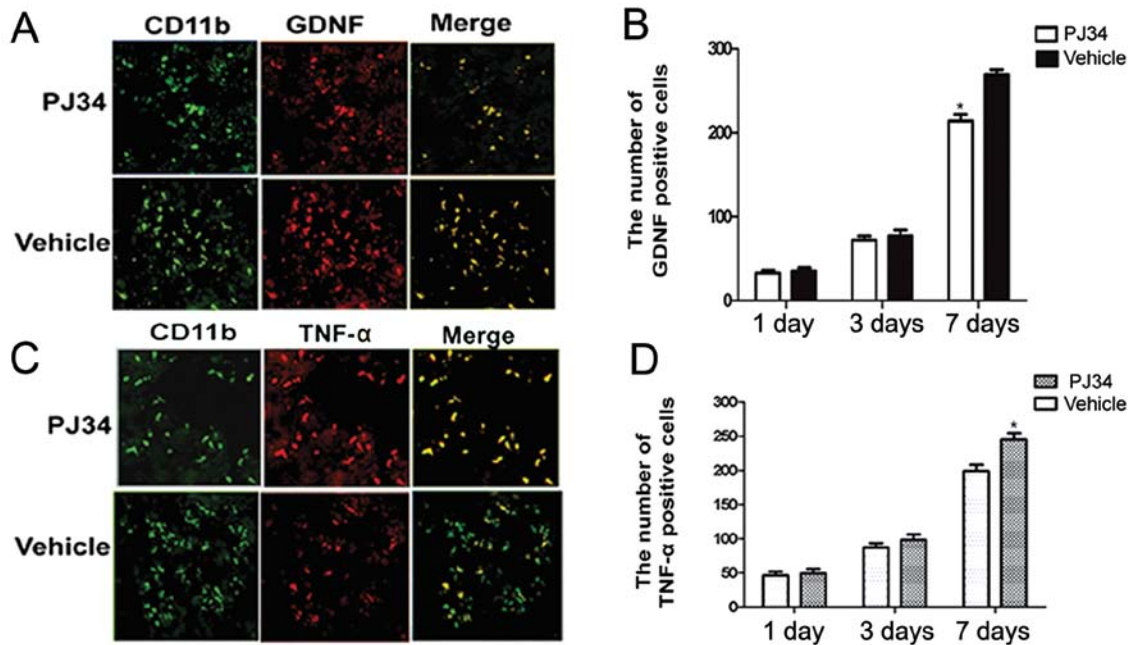 A
CD11b GDNF Merge
PJ34
Vehicle
B
PJ34
Vehicle
The number of
GDNF positive cells
300
200
100
0
*
1 day 3 days 7 days
C
CD11b TNF-α Merge
PJ34
Vehicle
D
PJ34
Vehicle
The number of
TNF-α positive cells
300
250
200
150
100
50
0
*
1 day 3 days 7 days